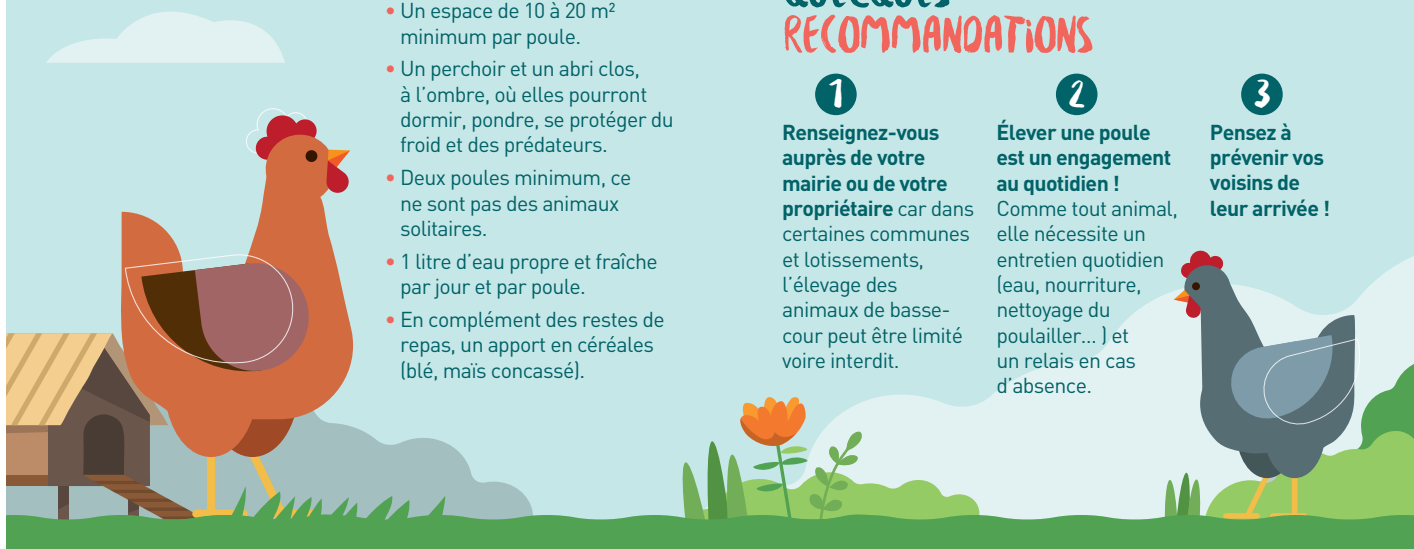 • Un espace de 10 à 20 m²
minimum par poule.
• Un perchoir et un abri clos,
à l’ombre, où elles pourront
dormir, pondre, se protéger du
froid et des prédateurs.
• Deux poules minimum, ce
ne sont pas des animaux
solitaires.
• 1 litre d’eau propre et fraîche
par jour et par poule.
• En complément des restes de
repas, un apport en céréales
(blé, maïs concassé).
RECOMMANDATIONS
1
Renseignez-vous
auprès de votre
mairie ou de votre
propriétaire car dans
certaines communes
et lotissements,
l’élevage des
animaux de basse-
cour peut être limité
voire interdit.
2
Élever une poule
est un engagement
au quotidien !
Comme tout animal,
elle nécessite un
entretien quotidien
(eau, nourriture,
nettoyage du
poulailler... ) et
un relais en cas
d’absence.
3
Pensez à
prévenir vos
voisins de
leur arrivée !